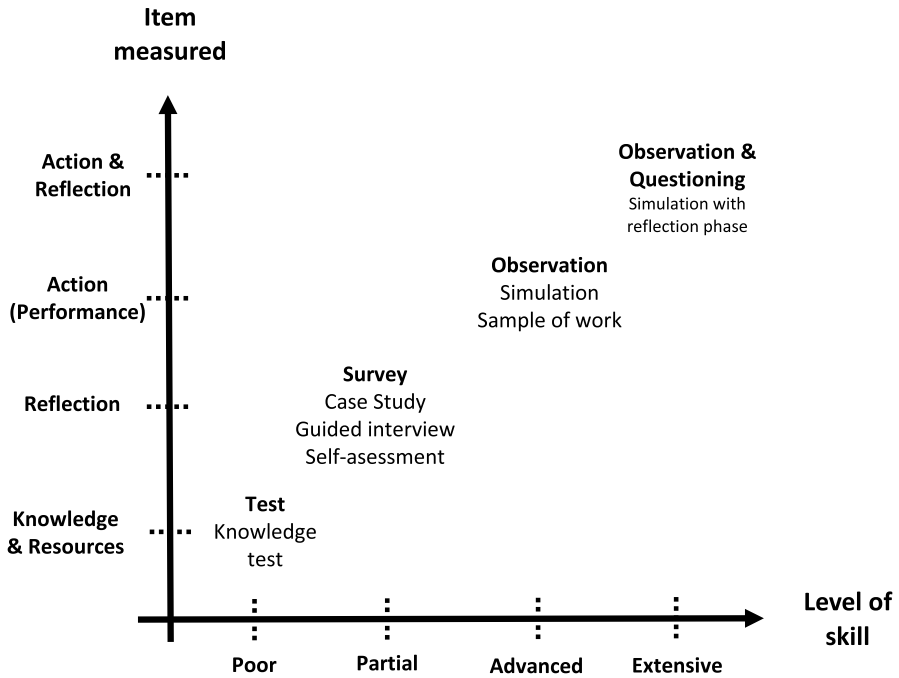 Item
measured
Action &
Reflection
Observation &
Questioning
Simulation with
reflection phase
Action
(Performance)
Observation
Simulation
Sample of work
Reflection
Survey
Case Study
Guided interview
Self-asessment
Knowledge
& Resources
Test
Knowledge
test
Level of
skill
Poor
Partial
Advanced
Extensive